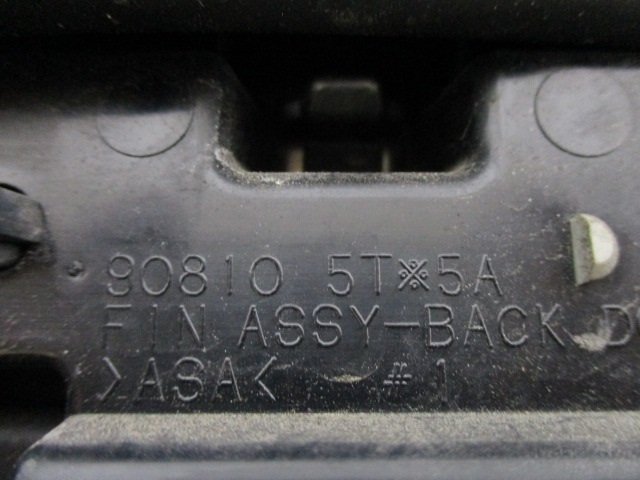 90810 5T※5A
FIN ASSY-BACK
>ASA< #1